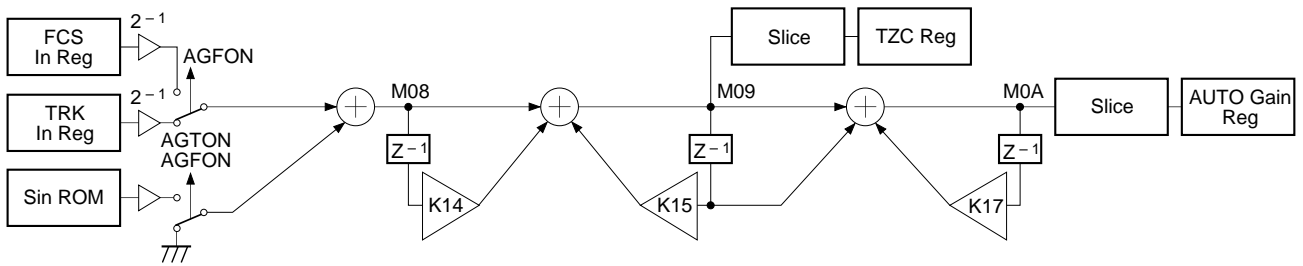 FCS
In Reg
2 – 1
AGFON
TRK
In Reg
2 – 1
AGTON
AGFON
Sin ROM
M08
Z – 1
K14
M09
Slice
TZC Reg
Z – 1
K15
M0A
Z – 1
K17
Slice
AUTO Gain
Reg